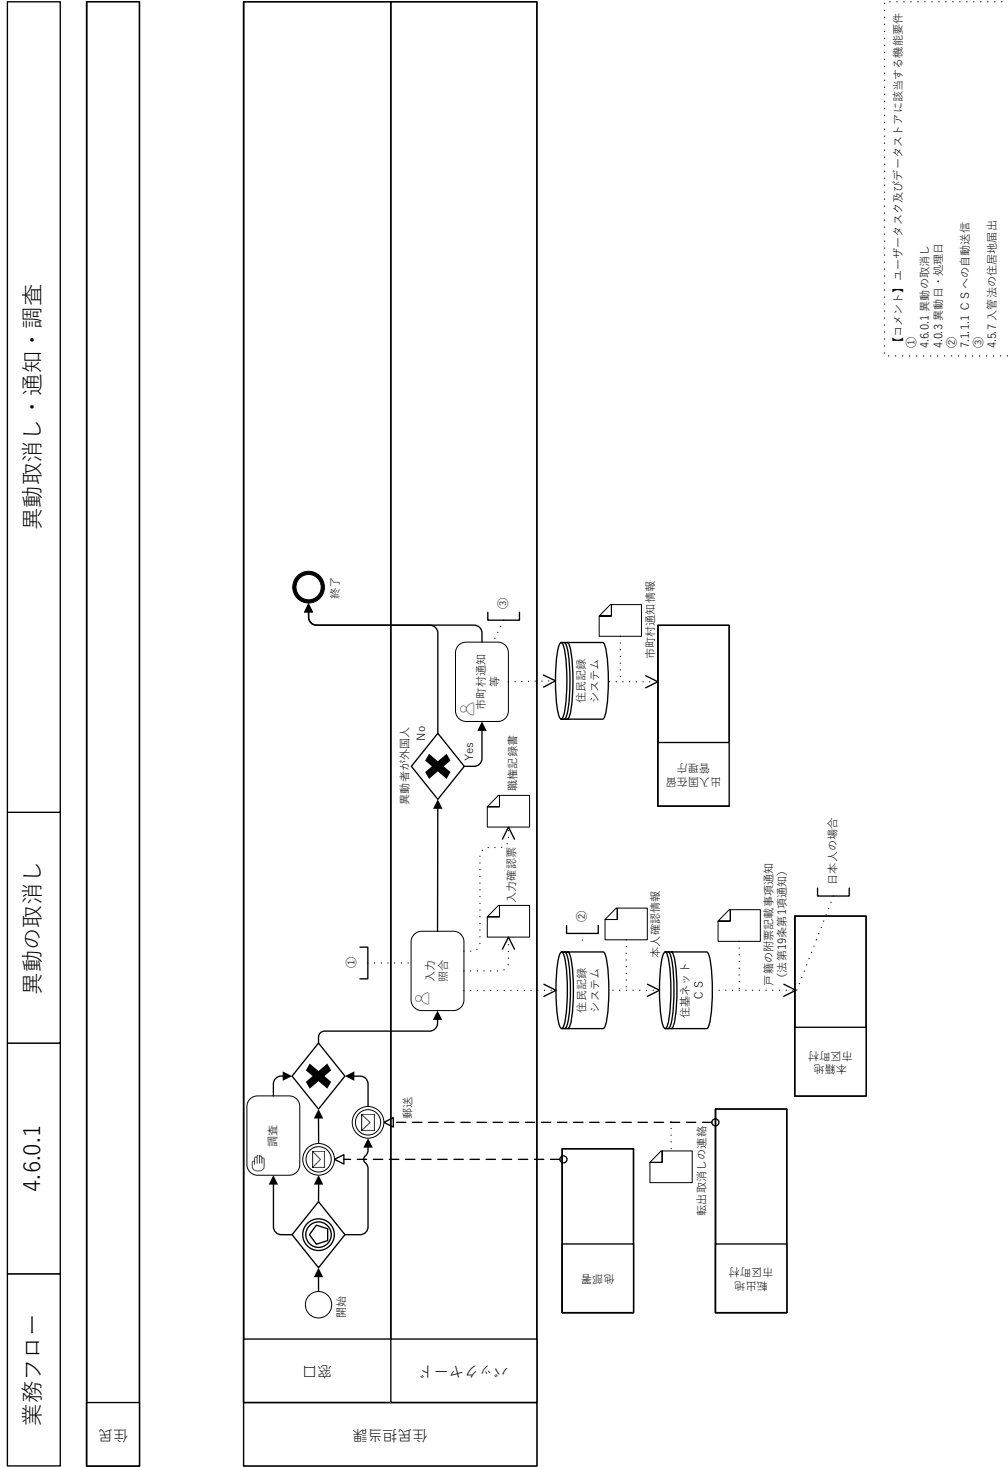 業務フロー
4.6.0.1
異動の取消し
異動取消し・通知・調査
住民
住民担当課
窓口
バックヤード
開始
調査
郵送
①
入力
照合
入力確認票
職権記録書
異動者が外国人
No
Yes
市町村通知
等
③
終了
住民記録
システム
②
本人確認情報
住基ネット
ＣＳ
戸籍の附票記載事項通知
（法第19条第1項通知）
日本人の場合
本籍地
市区町村
住民記録
システム
市町村通知情報
出入国在留
管理庁
他部署
転出取消しの連絡
転出地
市区町村
【コメント】ユーザータスク及びデータストアに該当する機能要件
①
4.6.0.1 異動の取消し
4.0.3 異動日・処理日
②
7.1.1.1 ＣＳへの自動送信
③
4.5.7 入管法の住居地届出